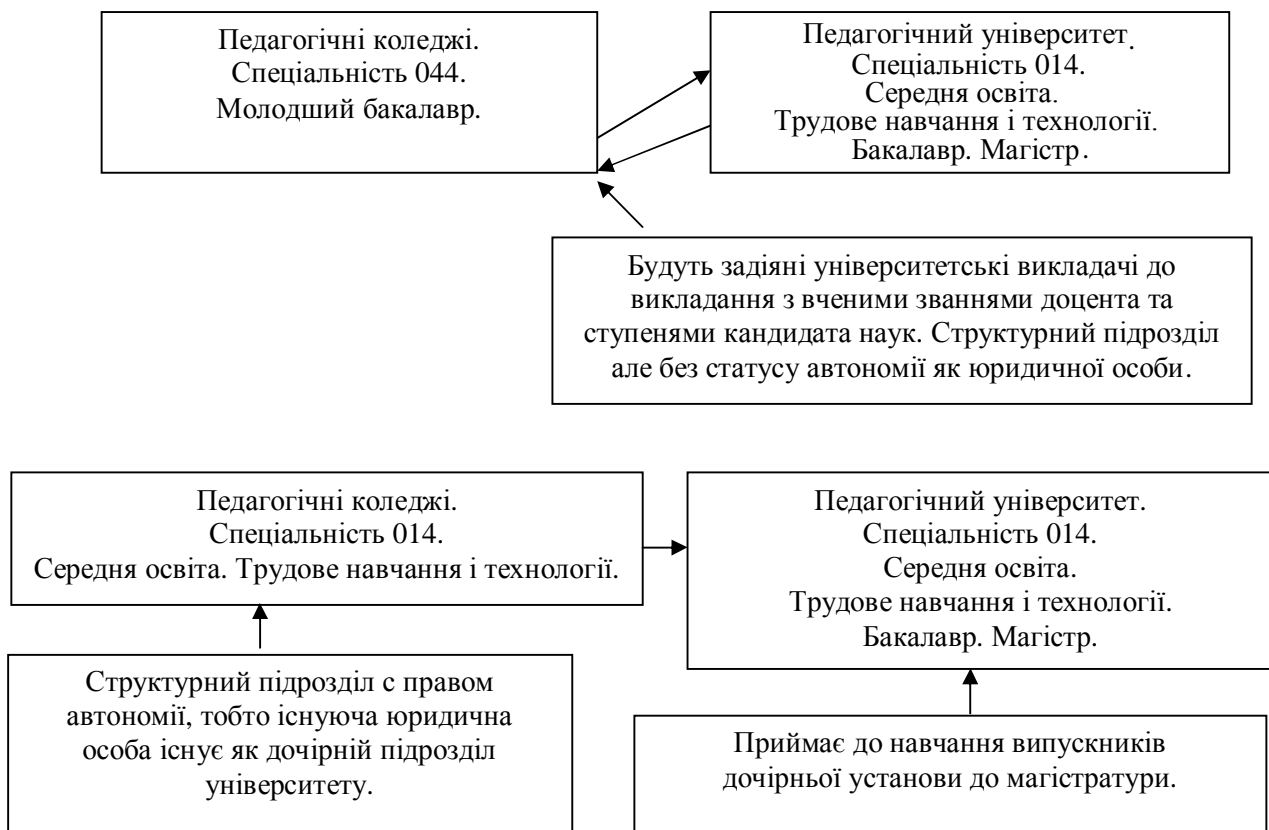 Педагогічні коледжі.
Спеціальність 044.
Молодший бакалавр.
Педагогічний університет.
Спеціальність 014.
Середня освіта.
Трудове навчання і технології.
Бакалавр. Магістр.
Будуть задіяні університетські викладачі до
викладання з вченими званнями доцента та
ступенями кандидата наук. Структурний підрозділ
але без статусу автономії як юридичної особи.
Педагогічні коледжі.
Спеціальність 014.
Середня освіта. Трудове навчання і технології.
Педагогічний університет.
Спеціальність 014.
Середня освіта.
Трудове навчання і технології.
Бакалавр. Магістр.
Структурний підрозділ с правом
автономії, тобто існуюча юридична
особа існує як дочірній підрозділ
університету.
Приймає до навчання випускників
дочірньої установи до магістратури.